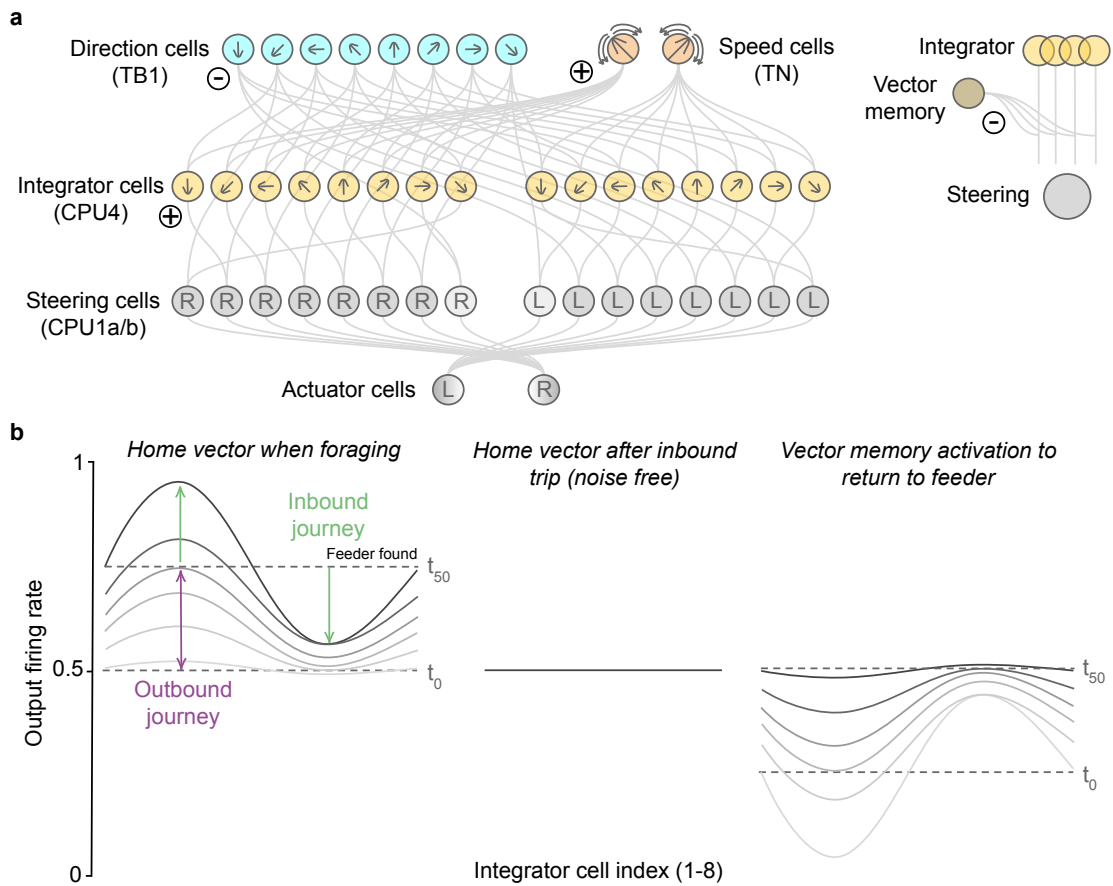 a
Direction cells
(TB1)
-
+
Speed cells
(TN)
Integrator
Vector
memory
-
Steering
Integrator cells
(CPU4)
+
Steering cells
(CPU1a/b)
R R R R R R R R L L L L L L L L
Actuator cells
L R
b
Home vector when foraging
Home vector after inbound
trip (noise free)
Vector memory activation to
return to feeder
Output firing rate
1
0.5
0
Inbound
journey
Feeder found
t50
t0
Outbound
journey
t50
t0
Integrator cell index (1-8)